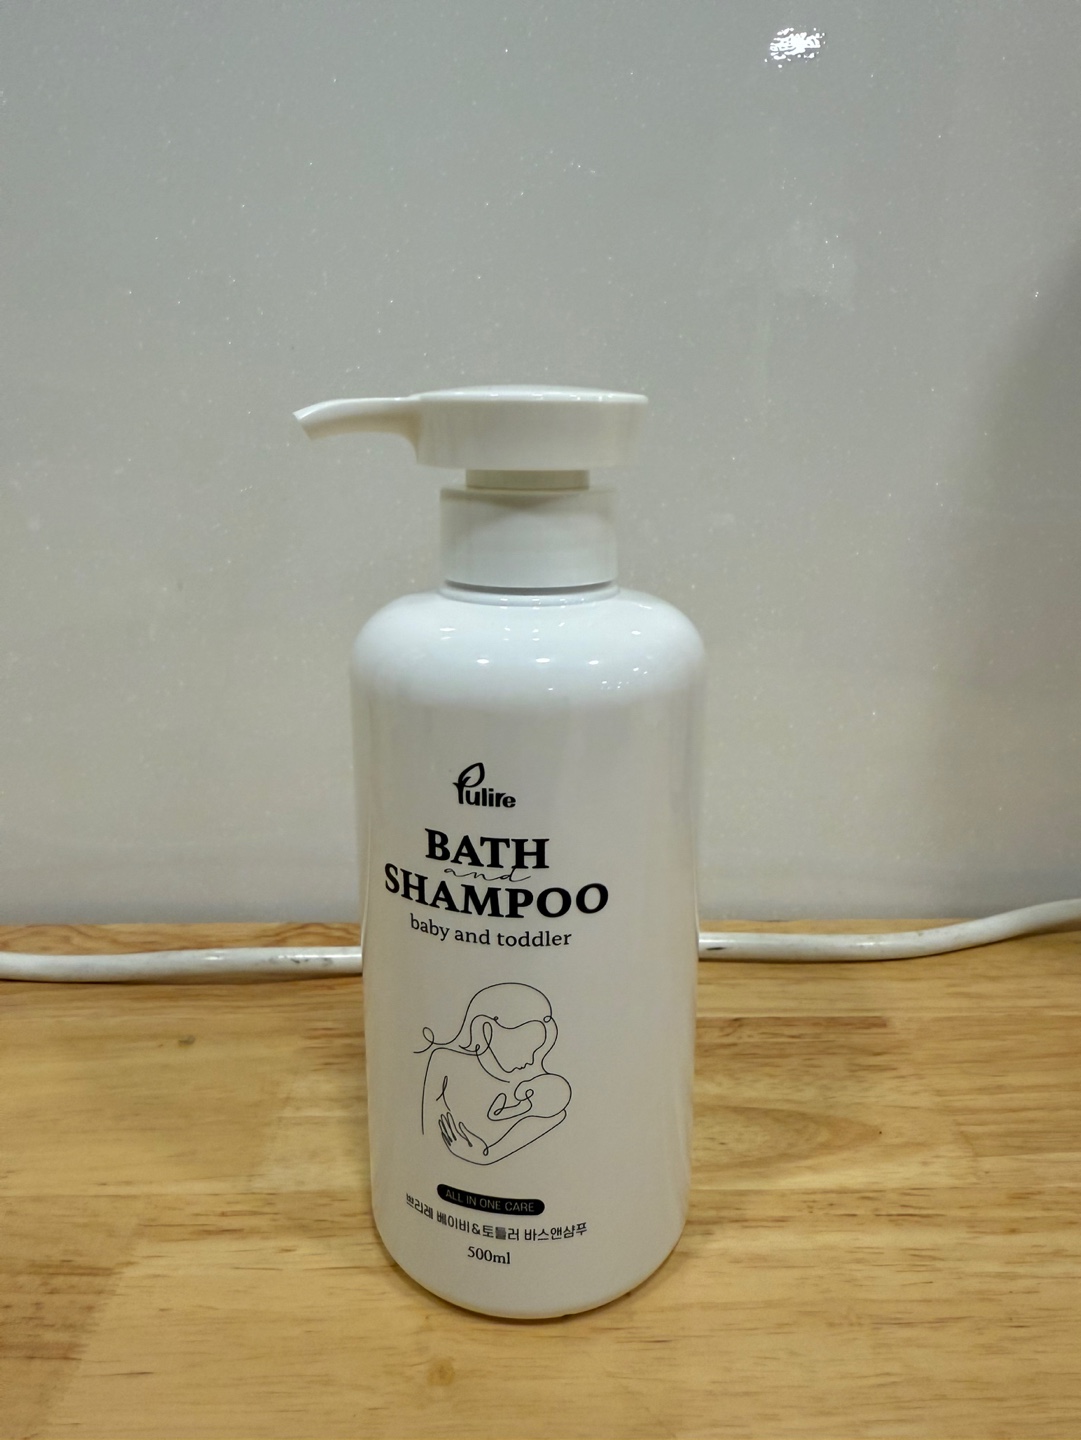 Pulire
BATH
and
SHAMPOO
baby and toddler
ALL IN ONE CARE
쁘리레 베이비&토들러 바스앤샴푸
500ml